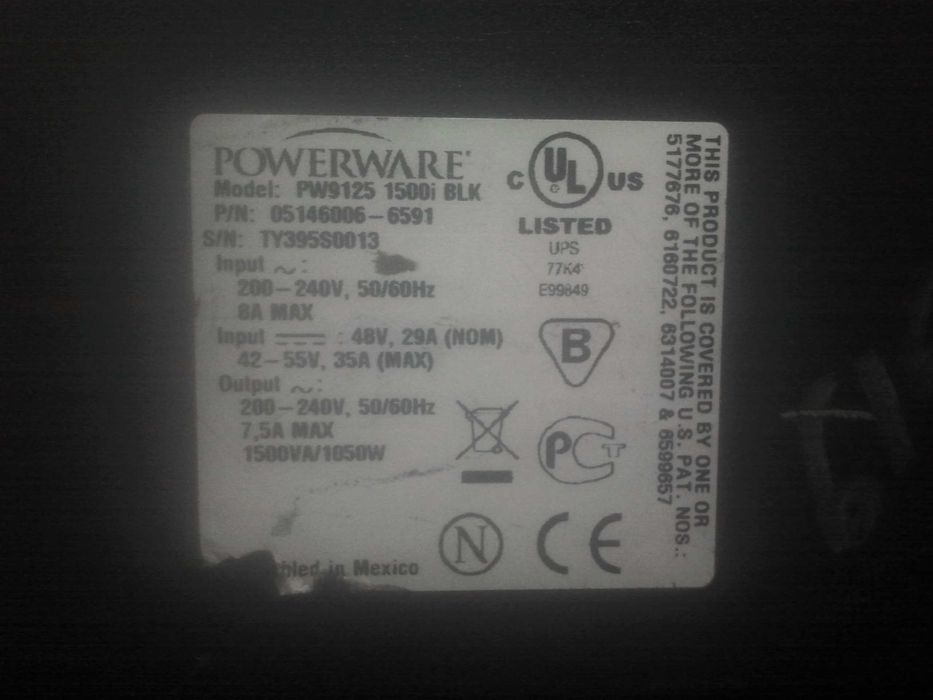 POWERWARE®
Model: PW9125 1500i BLK
P/N: 05146006-6591
S/N: TY395S0013
Input ~:
200-240V, 50/60Hz
8A MAX
Input ⎓ : 48V, 29A (NOM)
42-55V, 35A (MAX)
Output ~:
200-240V, 50/60Hz
7,5A MAX
1500VA/1050W
bled in Mexico
C UL US
LISTED
UPS
77K4
E99849
B
PCT
N
CE
THIS PRODUCT IS COVERED BY ONE OR
MORE OF THE FOLLOWING U.S. PAT. NOS.:
5177676, 6160722, 6314007 & 6599657